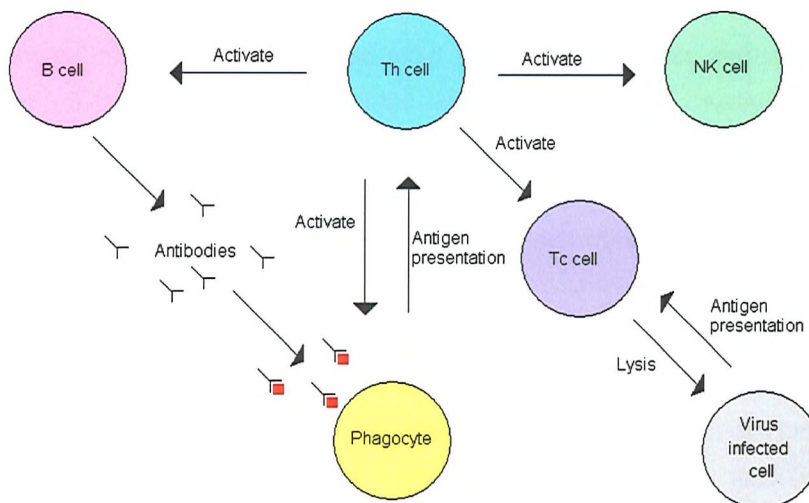 Activate
Activate
B cell
Th cell
NK cell
Activate
Activate
Antigen
presentation
Antibodies
Tc cell
Antigen
presentation
Lysis
Phagocyte
Virus
infected
cell